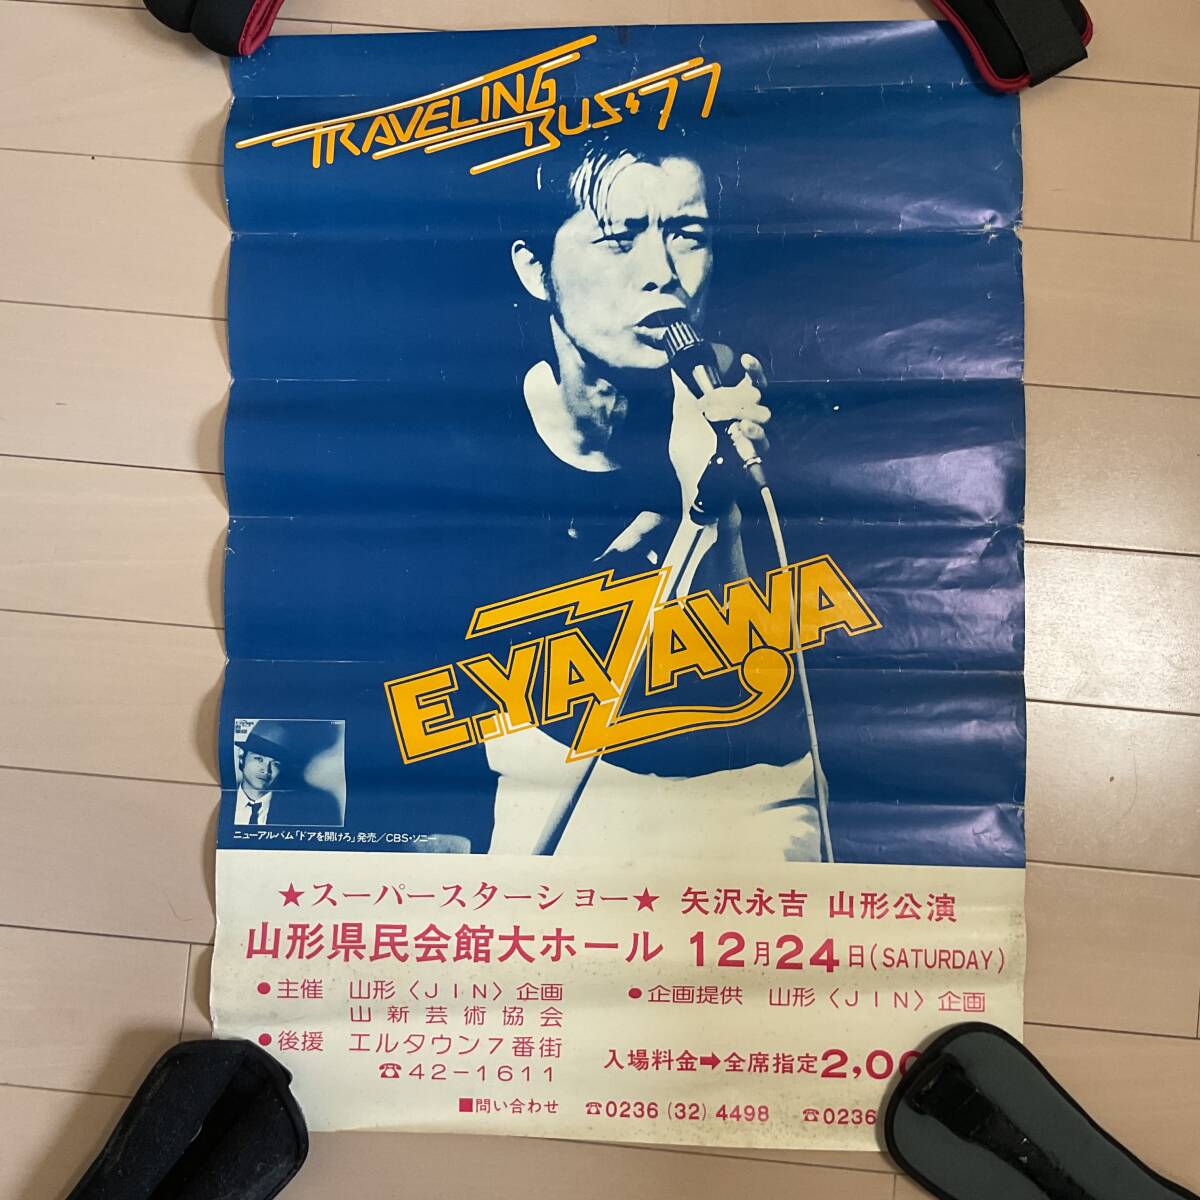 TRAVELING
BUS'77
E.YAZAWA
ニューアルバム「ドアを開けろ」発売／CBS・ソニー
★スーパースターショー★ 矢沢永吉 山形公演
山形県民会館大ホール 12月24日(SATURDAY)
●主催 山形〈JIN〉企画
山新芸術協会
●企画提供 山形〈JIN〉企画
●後援 エルタウン7番街
☎42-1611
入場料金➡全席指定2,00
■問い合わせ ☎0236(32)4498 ☎0236